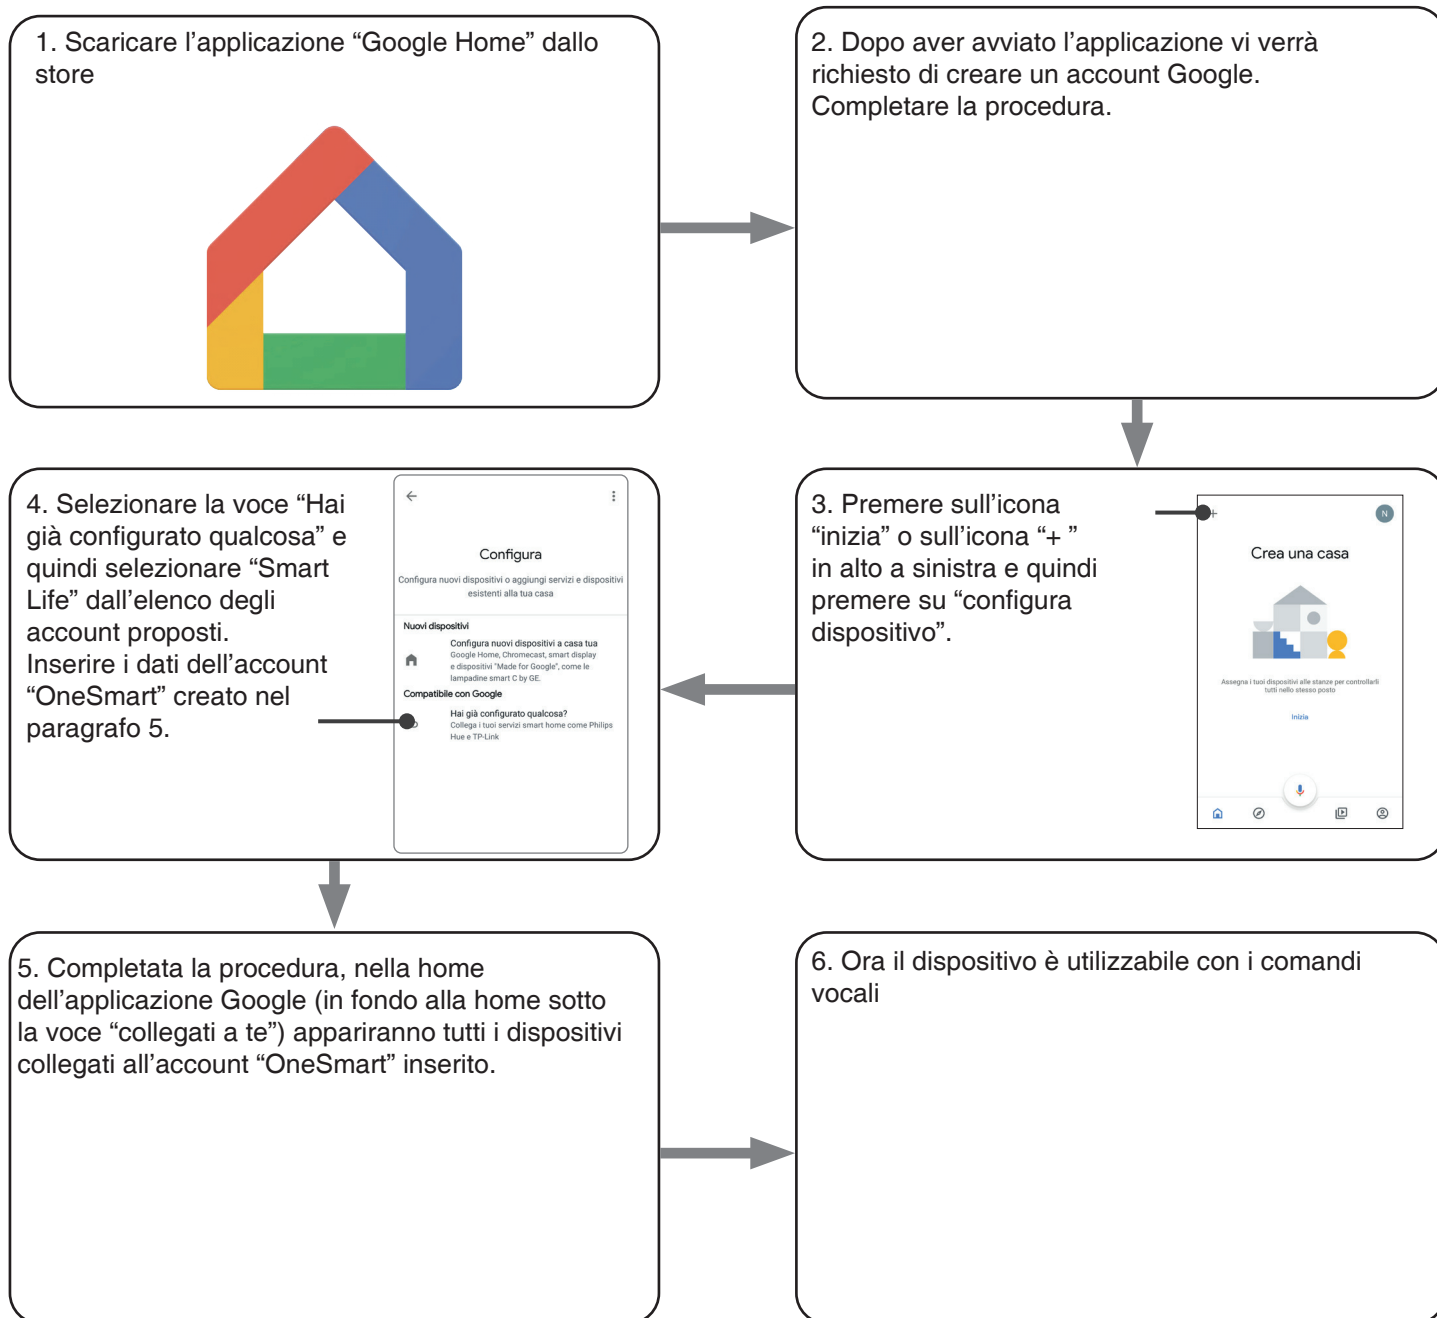 1. Scaricare l’applicazione “Google Home” dallo
store
2. Dopo aver avviato l’applicazione vi verrà
richiesto di creare un account Google.
Completare la procedura.
3. Premere sull’icona
“inizia” o sull’icona “+ ”
in alto a sinistra e quindi
premere su “configura
dispositivo”.
+
N
Crea una casa
Assegna i tuoi dispositivi alle stanze per controllarli
tutti nello stesso posto
Inizia
4. Selezionare la voce “Hai
già configurato qualcosa” e
quindi selezionare “Smart
Life” dall’elenco degli
account proposti.
Inserire i dati dell’account
“OneSmart” creato nel
paragrafo 5.
Configura
Configura nuovi dispositivi o aggiungi servizi e dispositivi
esistenti alla tua casa
Nuovi dispositivi
Configura nuovi dispositivi a casa tua
Google Home, Chromecast, smart display
e dispositivi "Made for Google", come le
lampadine smart C by GE.
Compatibile con Google
Hai già configurato qualcosa?
Collega i tuoi servizi smart home come Philips
Hue e TP-Link
5. Completata la procedura, nella home
dell’applicazione Google (in fondo alla home sotto
la voce “collegati a te”) appariranno tutti i dispositivi
collegati all’account “OneSmart” inserito.
6. Ora il dispositivo è utilizzabile con i comandi
vocali